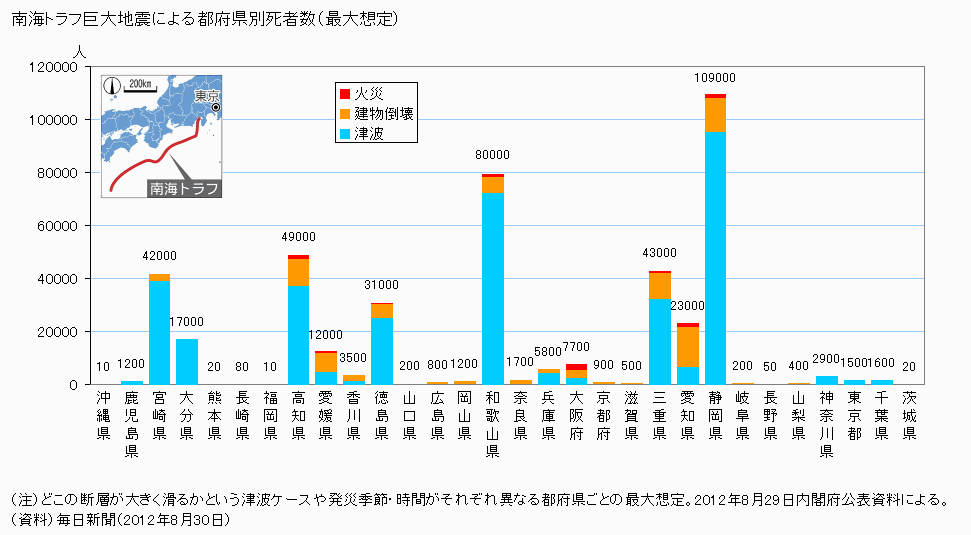 南海トラフ巨大地震による都府県別死者数(最大想定)
人
120000
100000
80000
60000
40000
20000
0
200km
東京
南海トラフ
火災
建物倒壊
津波
10
1200
42000
17000
20
80
10
49000
12000
3500
31000
200
800
1200
80000
1700
5800
7700
900
500
43000
23000
109000
200
50
400
2900
1500
1600
20
沖縄県
鹿児島県
宮崎県
大分県
熊本県
長崎県
福岡県
高知県
愛媛県
香川県
徳島県
山口県
広島県
岡山県
和歌山県
奈良県
兵庫県
大阪府
京都府
滋賀県
三重県
愛知県
静岡県
岐阜県
長野県
山梨県
神奈川県
東京都
千葉県
茨城県
(注)どこの断層が大きく滑るかという津波ケースや発災季節・時間がそれぞれ異なる都府県ごとの最大想定。2012年8月29日内閣府公表資料による。
(資料)毎日新聞(2012年8月30日)